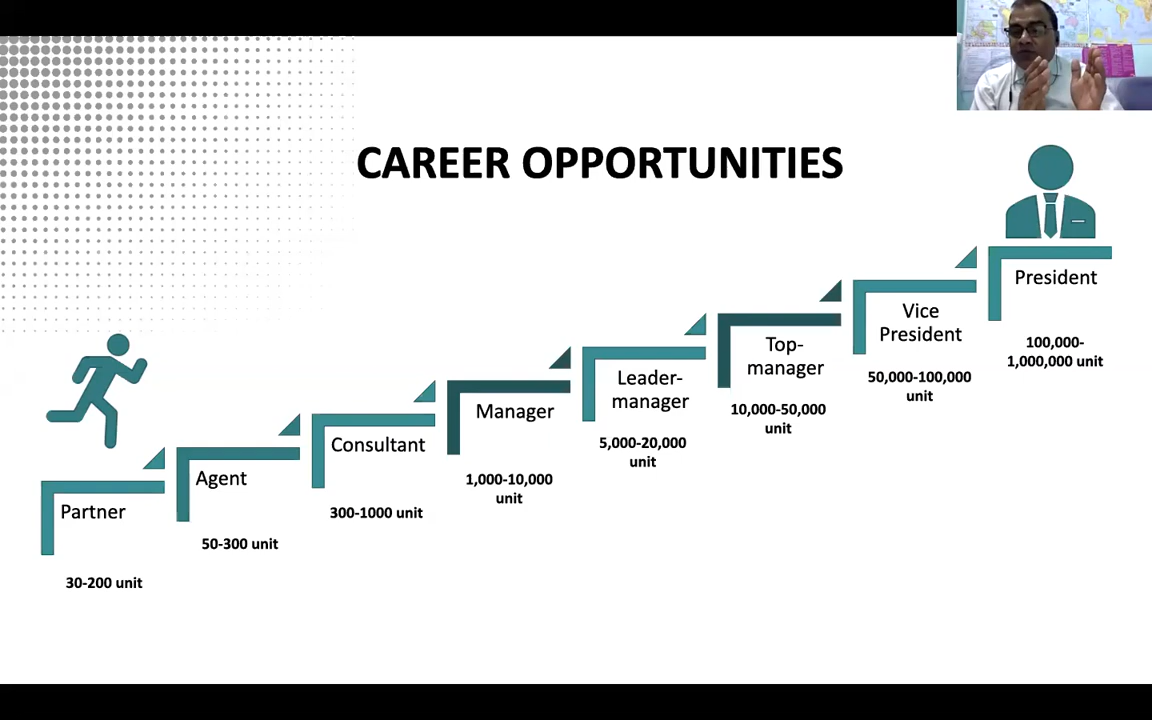 CAREER OPPORTUNITIES
President
100,000-
1,000,000 unit
Vice
President
50,000-100,000
unit
Top-
manager
10,000-50,000
unit
Leader-
manager
5,000-20,000
unit
Manager
1,000-10,000
unit
Consultant
300-1000 unit
Agent
50-300 unit
Partner
30-200 unit